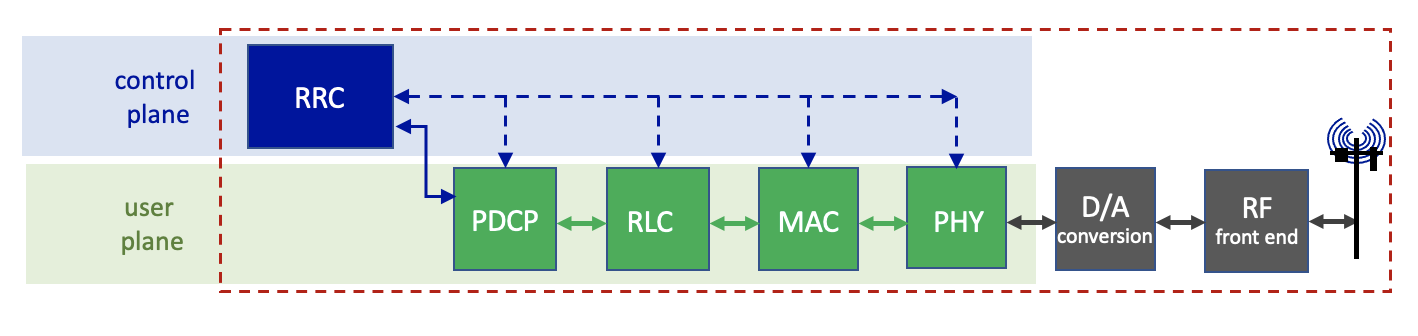 control
plane
RRC
user
plane
PDCP
RLC
MAC
PHY
D/A
conversion
RF
front end